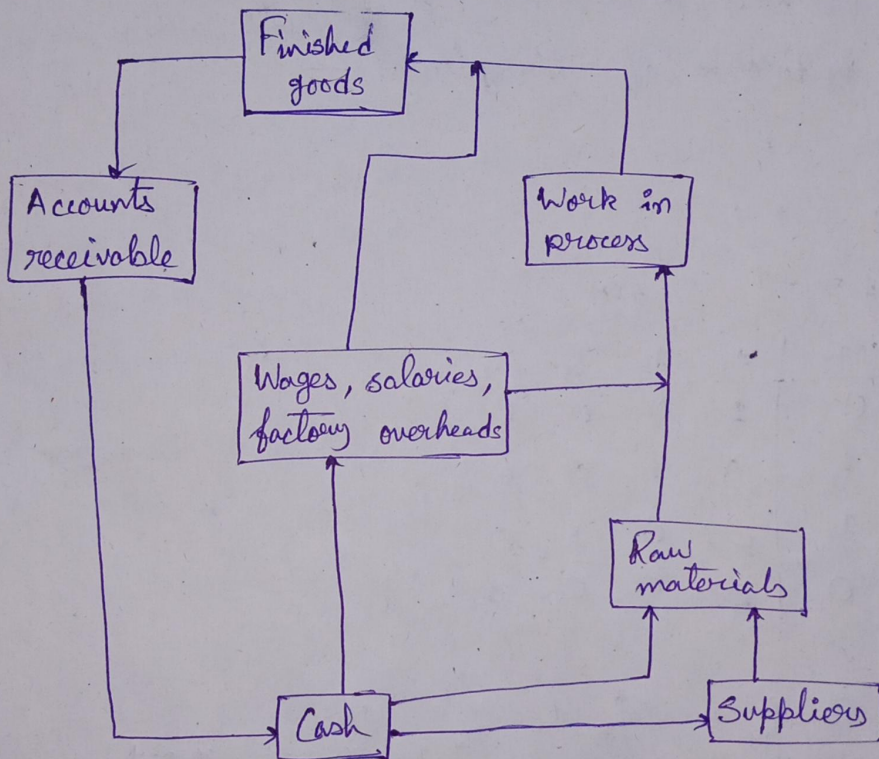 Finished
goods
Accounts
receivable
Work in
process
Wages, salaries,
factory overheads
Raw
materials
Cash
Suppliers